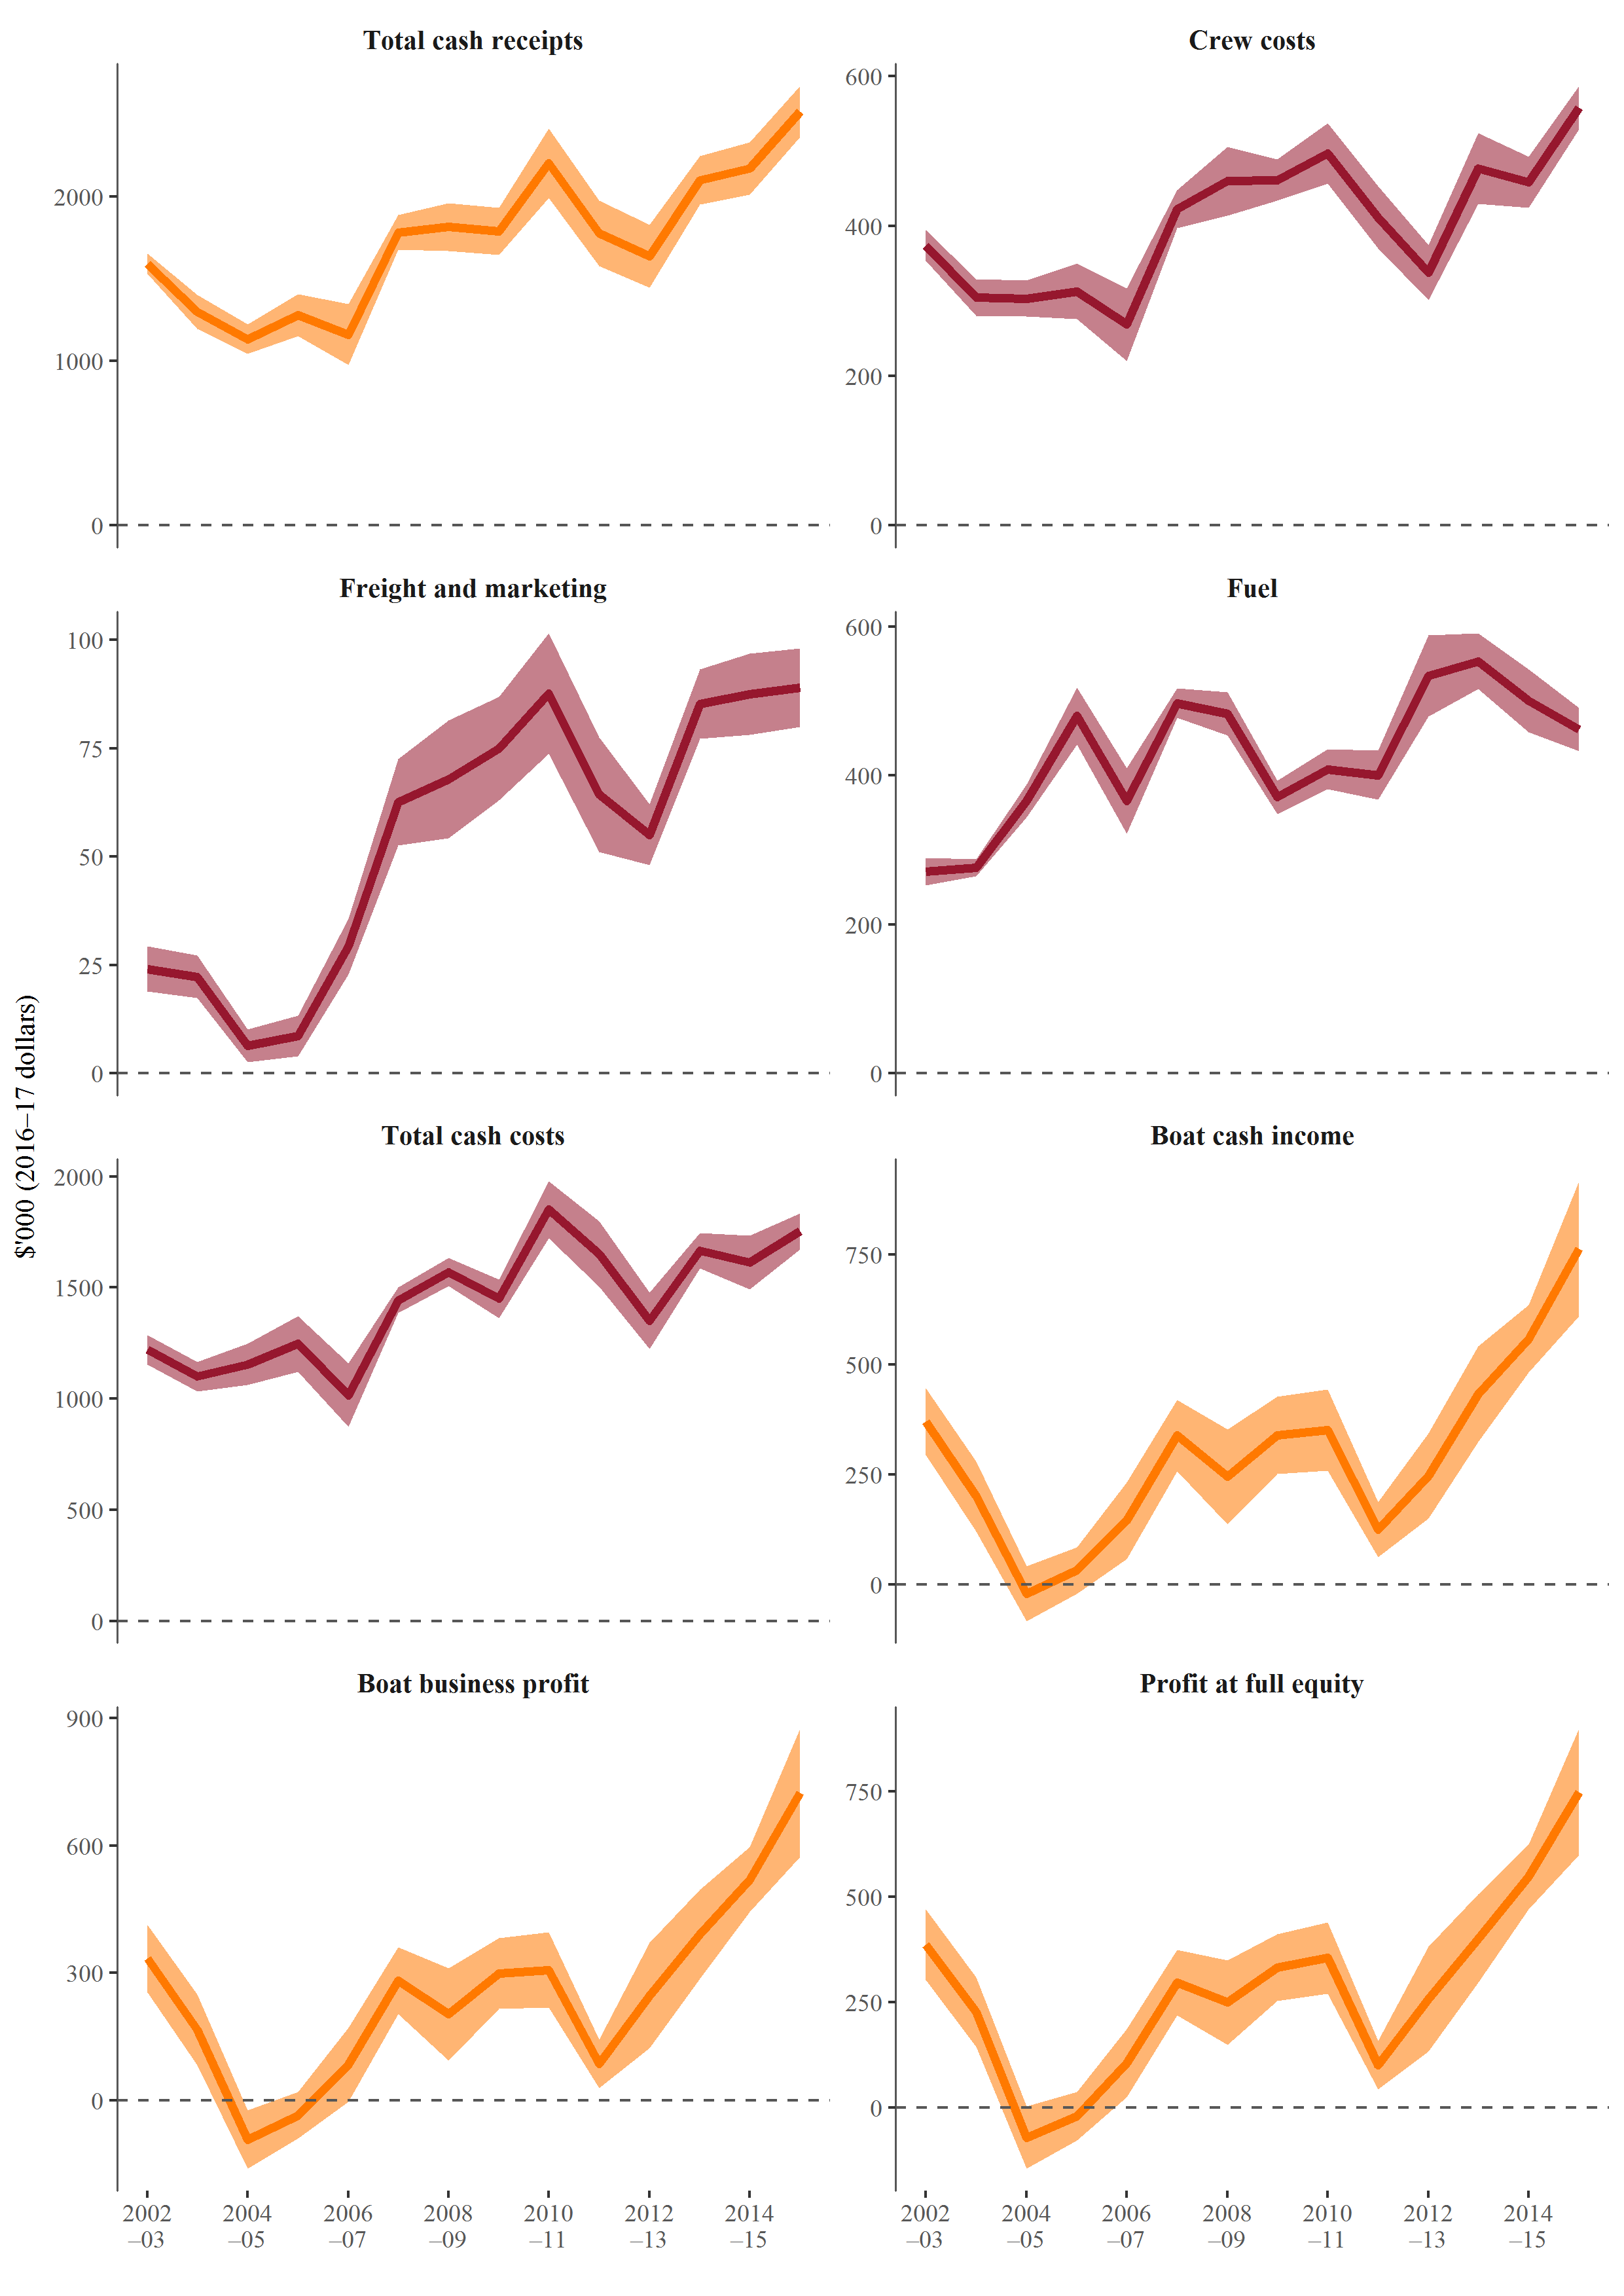 Total cash receipts
Crew costs
2000
1000
0
600
400
200
0
Freight and marketing
Fuel
100
75
50
25
0
600
400
200
0
$'000 (2016–17 dollars)
Total cash costs
Boat cash income
2000
1500
1000
500
0
750
500
250
0
Boat business profit
Profit at full equity
900
600
300
0
750
500
250
0
2002 2004 2006 2008 2010 2012 2014
–03 –05 –07 –09 –11 –13 –15
2002 2004 2006 2008 2010 2012 2014
–03 –05 –07 –09 –11 –13 –15